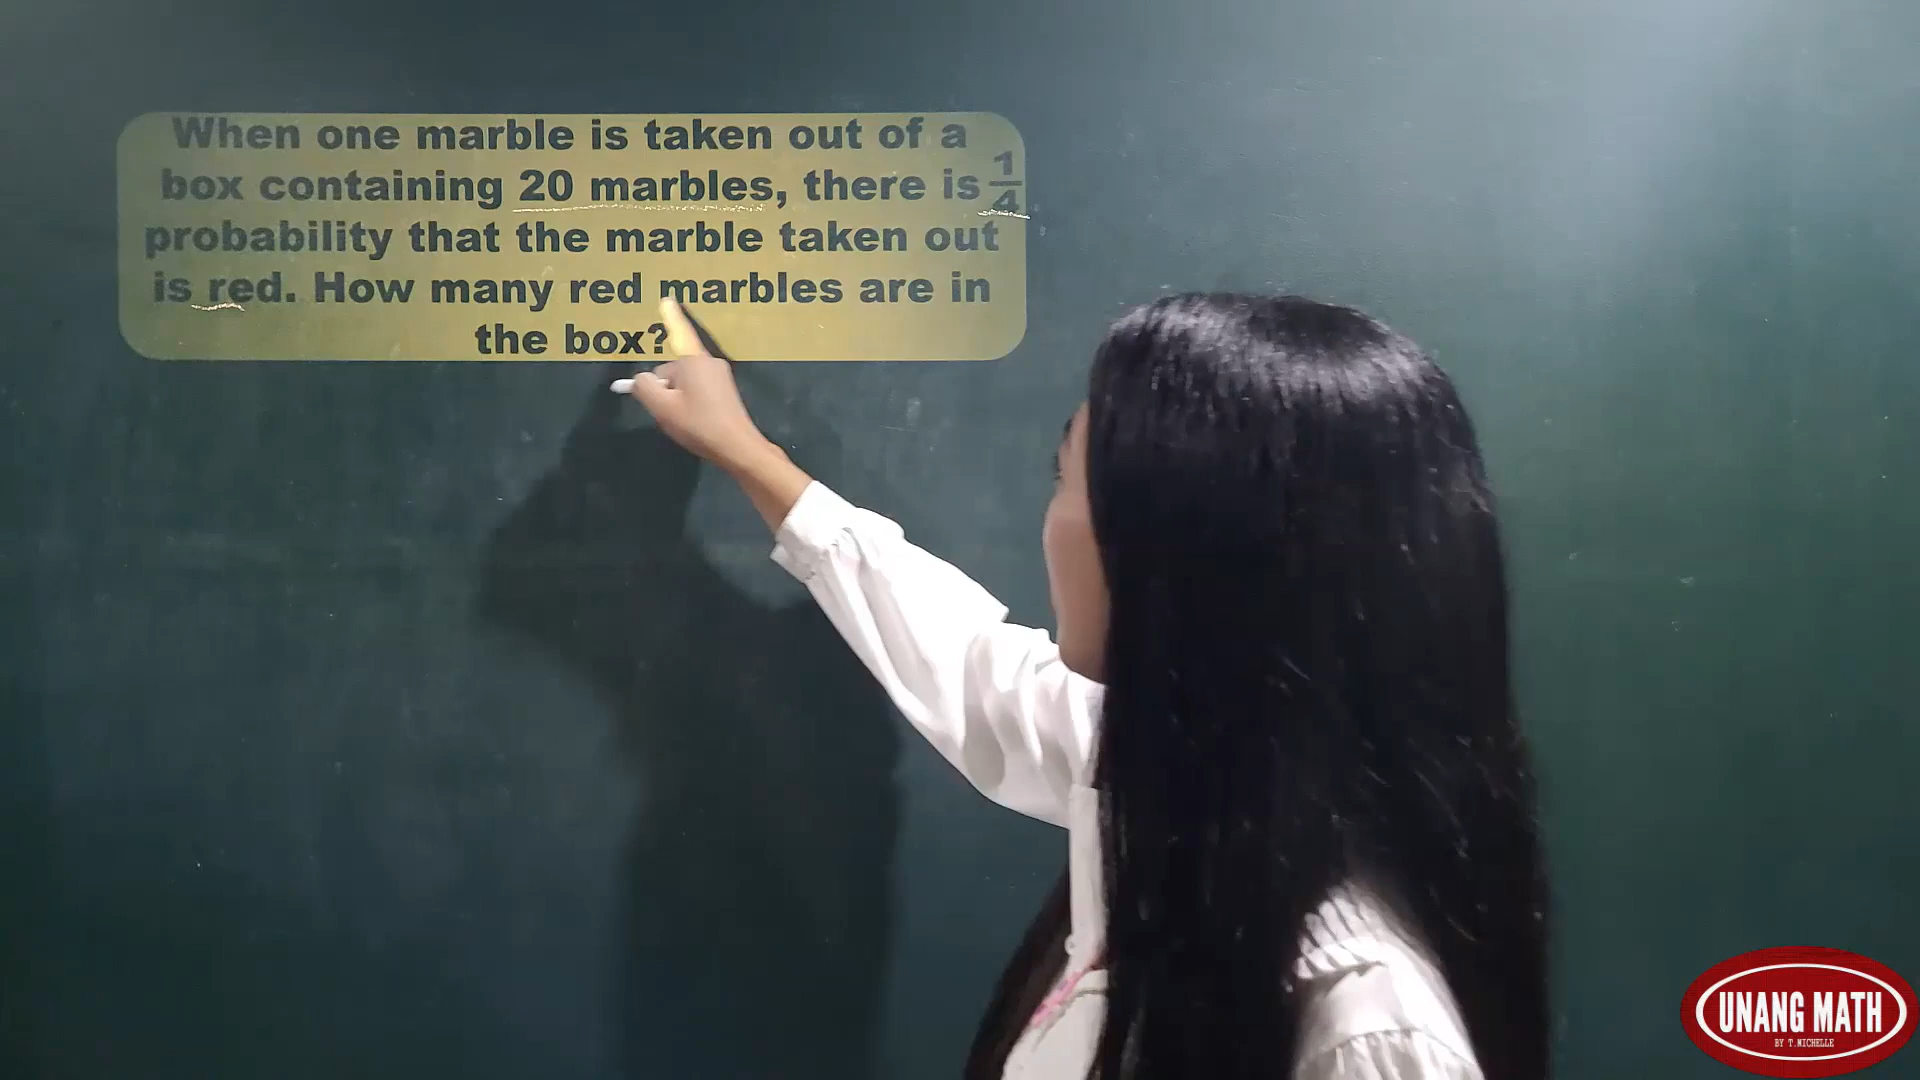 When one marble is taken out of a
box containing 20 marbles, there is 1/4
probability that the marble taken out
is red. How many red marbles are in
the box?
UNANG MATH
BY T.MICHELLE